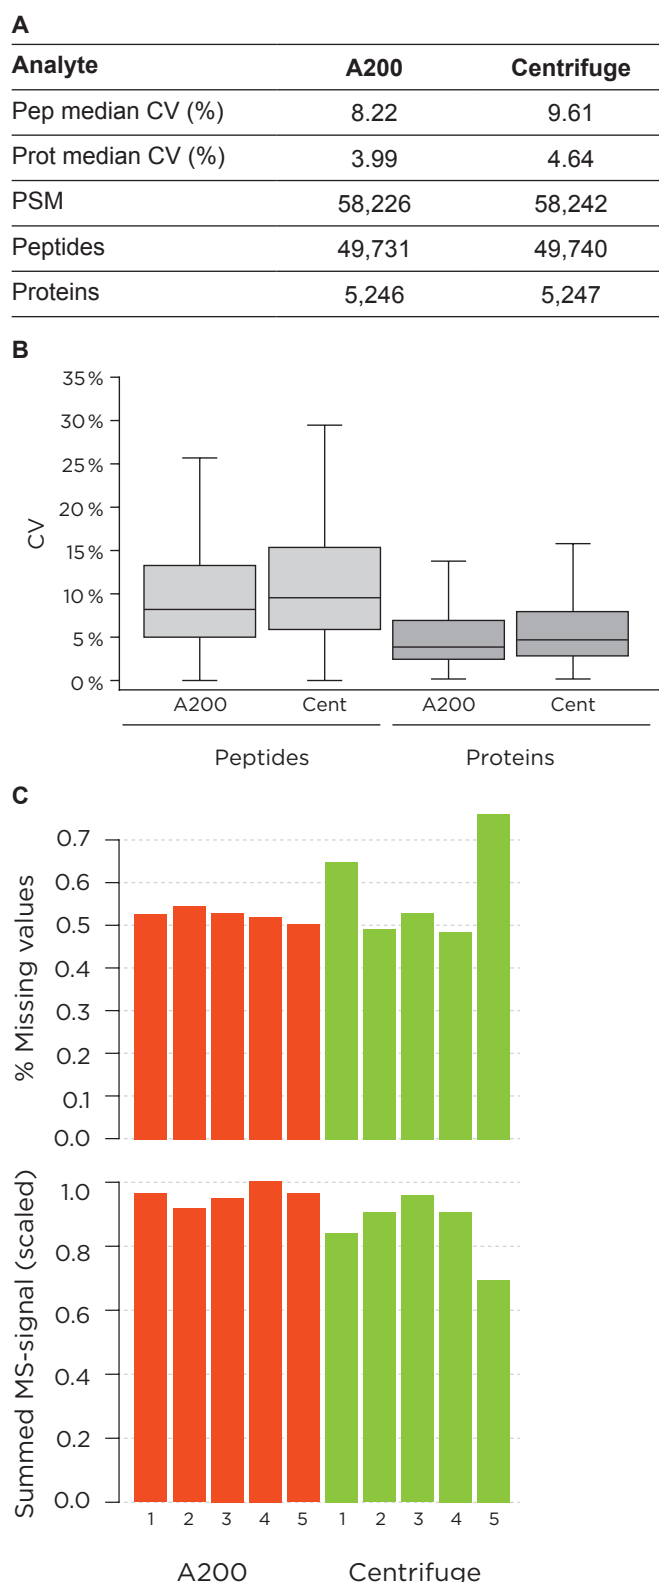 A
Analyte A200 Centrifuge
Pep median CV (%) 8.22 9.61
Prot median CV (%) 3.99 4.64
PSM 58,226 58,242
Peptides 49,731 49,740
Proteins 5,246 5,247
B
CV
35%
30%
25%
20%
15%
10%
5%
0%
A200 Cent A200 Cent
Peptides Proteins
C
% Missing values
0.7
0.6
0.5
0.4
0.3
0.2
0.1
0.0
Summed MS-signal (scaled)
1.0
0.8
0.6
0.4
0.2
0.0
1 2 3 4 5 1 2 3 4 5
A200 Centrifuge